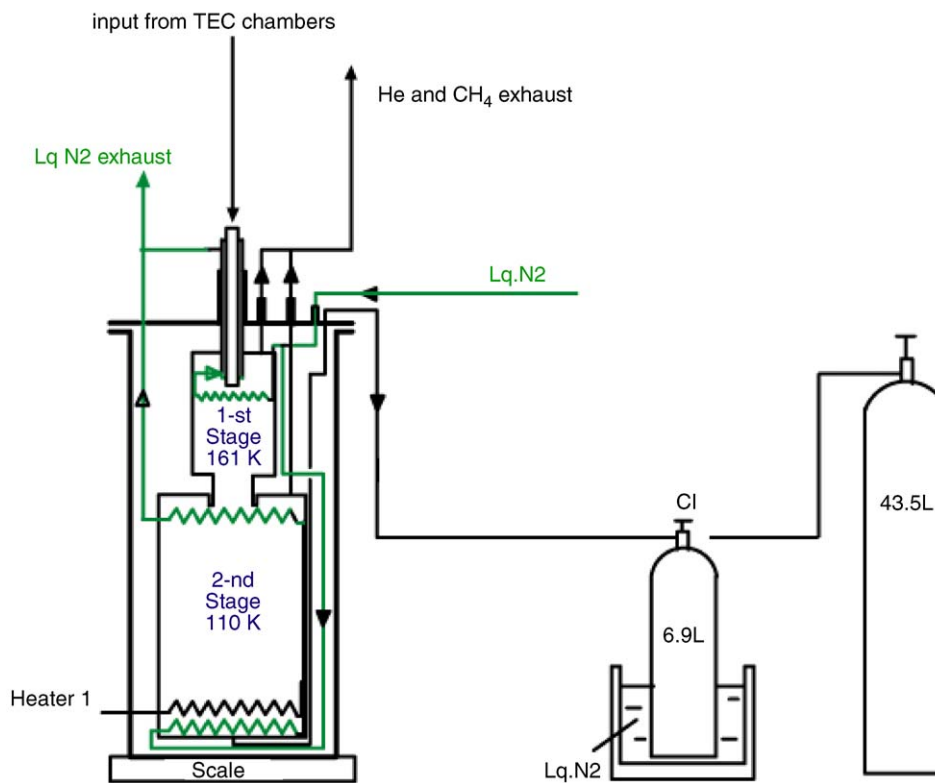 input from TEC chambers
He and CH4 exhaust
Lq N2 exhaust
Lq.N2
1-st
Stage
161 K
43.5L
Cl
2-nd
Stage
110 K
6.9L
Heater 1
Scale
Lq.N2